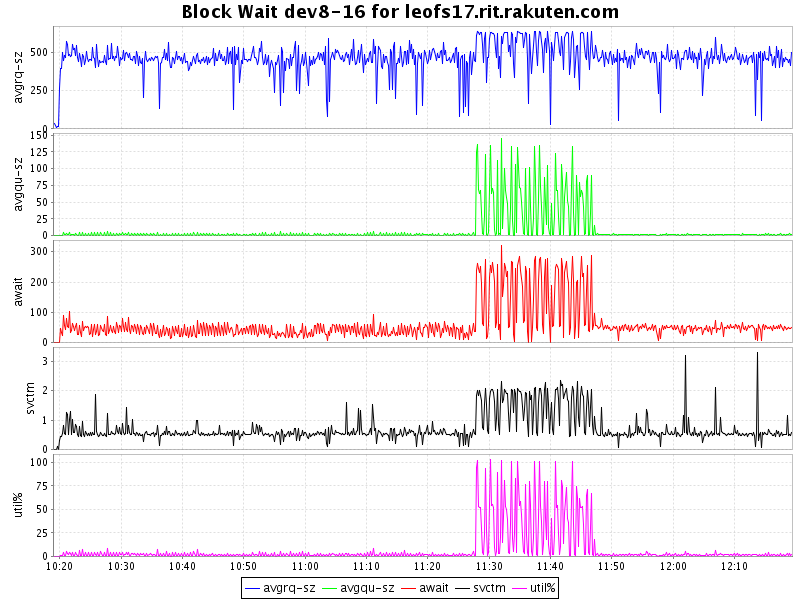 Block Wait dev8-16 for leofs17.rit.rakuten.com
avgrq-sz
500
250
0
avgqu-sz
150
125
100
75
50
25
0
await
300
200
100
0
svctm
3
2
1
0
util%
100
75
50
25
0
10:20 10:30 10:40 10:50 11:00 11:10 11:20 11:30 11:40 11:50 12:00 12:10
avgrq-sz avgqu-sz await svctm util%